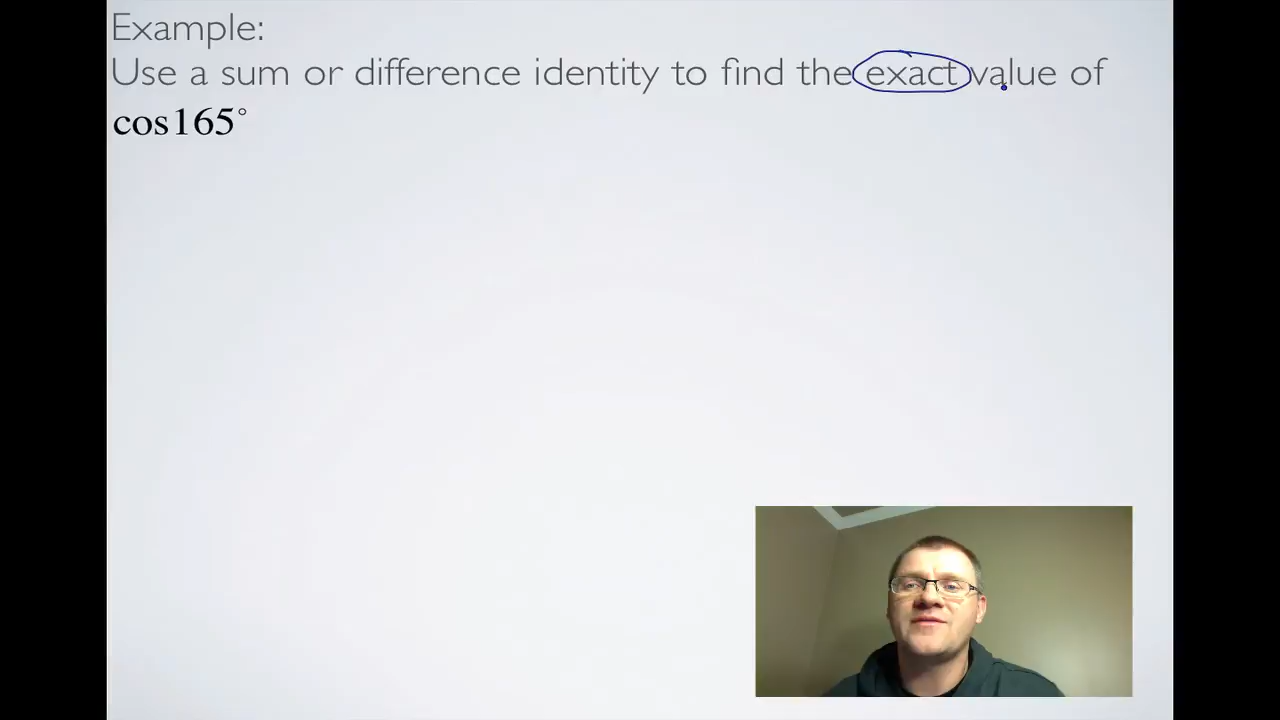 Example:
Use a sum or difference identity to find the exact value of
cos165°